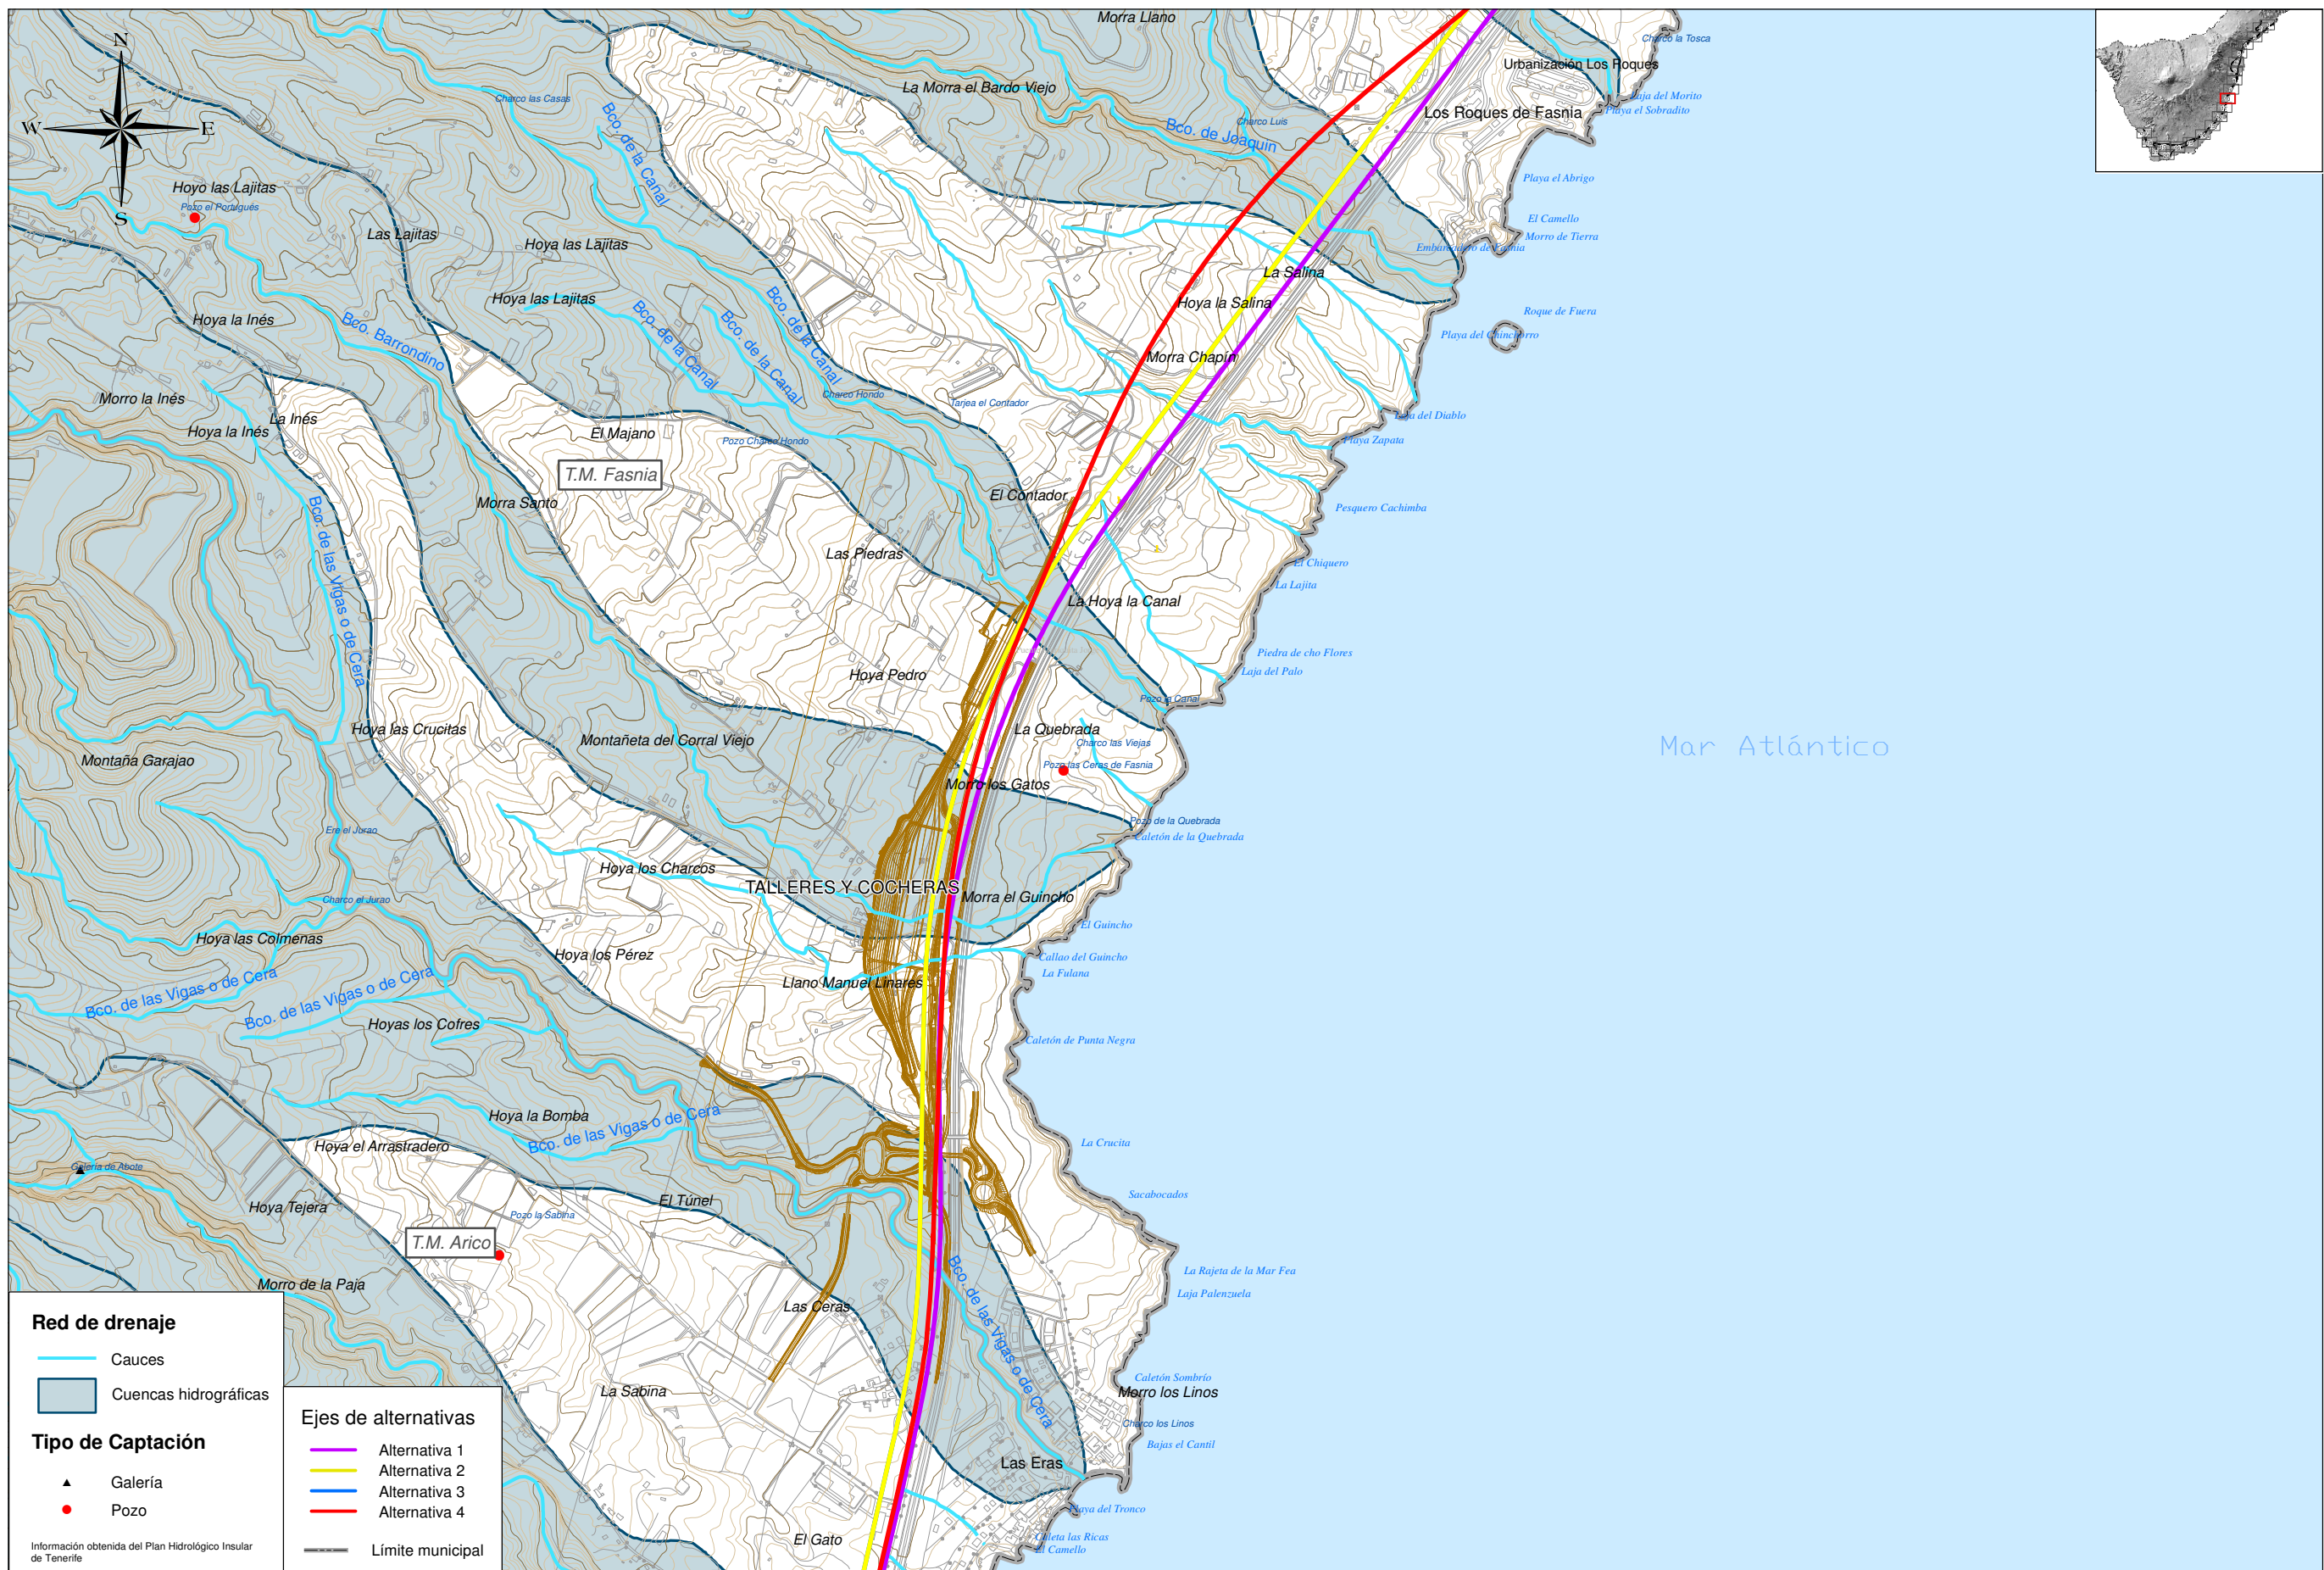 Morra Llano
Charco la Tosca
N
Urbanización Los Roques
La Morra el Bardo Viejo
Charco las Casas
Laja del Morito
Playa el Sobradito
Los Roques de Fasnia
Bco. de la Canal
Charco Luis
Bco. de Joaquin
W
E
S
Hoyo las Lajitas
Pozo el Portugués
Playa el Abrigo
El Camello
Morro de Tierra
Embarcadero de Fasnia
Las Lajitas
Hoya las Lajitas
La Salina
Hoya las Lajitas
Hoya la Salina
Roque de Fuera
Playa del Chinchorro
Hoya la Inés
Bco. Barrondino
Bco. de la Canal
Bco. de la Canal
Bco. de la Canal
Morra Chapín
Morro la Inés
Charco Hondo
Tarjea el Contador
Laja del Diablo
La Inés
Hoya la Inés
El Majano
Pozo Charco Hondo
Playa Zapata
T.M. Fasnia
Morra Santo
El Contador
Pesquero Cachimba
Bco. de las Vigas o de Cera
Las Piedras
El Chiquero
La Lajita
La Hoya la Canal
Piedra de cho Flores
Laja del Palo
Hoya Pedro
Pozo la Canal
Hoya las Crucitas
La Quebrada
Montañeta del Corral Viejo
Charco las Viejas
Mar Atlántico
Montaña Garajao
Pozo las Ceras de Fasnia
Morro los Gatos
Pozo de la Quebrada
Caletón de la Quebrada
Ere el Jurao
Hoya los Charcos
TALLERES Y COCHERAS
Morra el Guincho
Charco el Jurao
El Guincho
Hoya las Colmenas
Hoya los Pérez
Callao del Guincho
La Fulana
Llano Manuel Linares
Bco. de las Vigas o de Cera
Bco. de las Vigas o de Cera
Hoyas los Cofres
Caletón de Punta Negra
Hoya la Bomba
Bco. de las Vigas o de Cera
Hoya el Arrastradero
La Crucita
Galería de Abote
Sacabocados
Hoya Tejera
El Túnel
Pozo la Sabina
T.M. Arico
Bco. de las Vigas o de Cera
La Rajeta de la Mar Fea
Laja Palenzuela
Morro de la Paja
Las Ceras
Caletón Sombrío
Morro los Linos
La Sabina
Charco los Linos
Bajas el Cantil
Las Eras
Playa del Tronco
El Gato
Caleta las Ricas
El Camello
Red de drenaje
Cauces
Cuencas hidrográficas
Tipo de Captación
Galería
Pozo
Información obtenida del Plan Hidrológico Insular
de Tenerife
Ejes de alternativas
Alternativa 1
Alternativa 2
Alternativa 3
Alternativa 4
Límite municipal